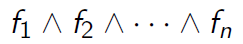 f₁ ∧ f₂ ∧ ⋯ ∧ fₙ